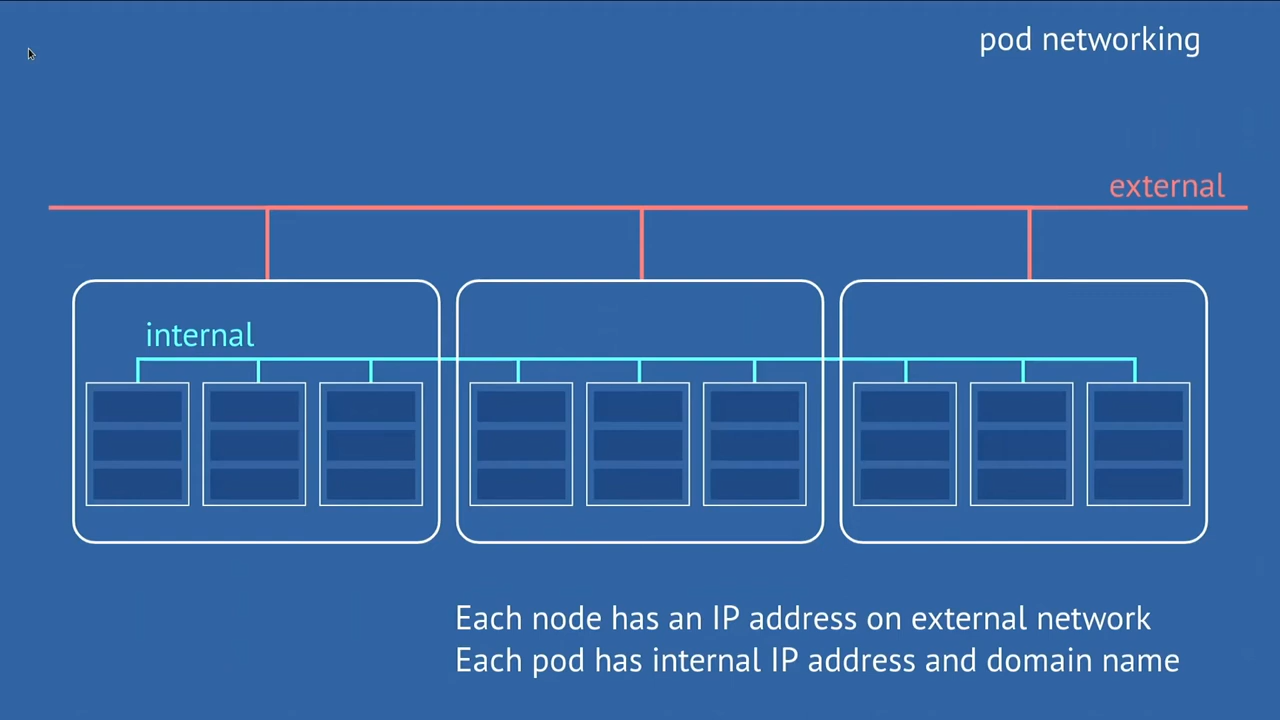 pod networking
external
internal
Each node has an IP address on external network
Each pod has internal IP address and domain name